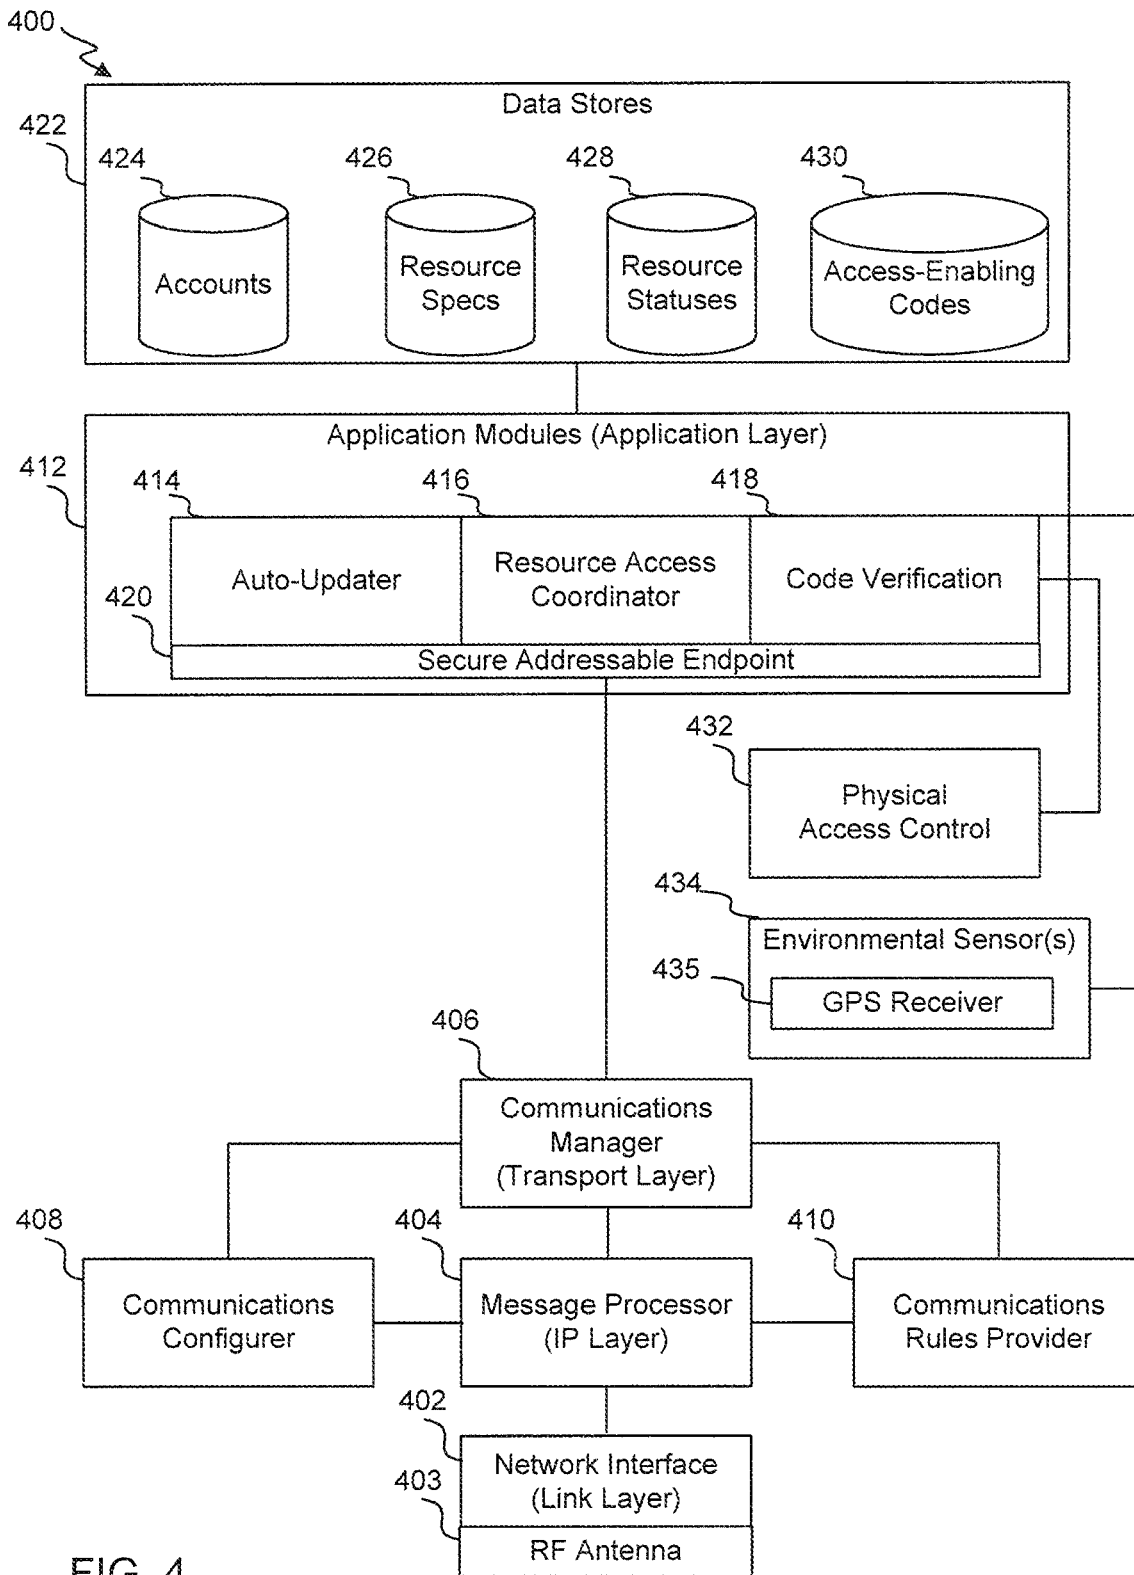 400
Data Stores
422
424
426
428
430
Accounts
Resource
Specs
Resource
Statuses
Access-Enabling
Codes
Application Modules (Application Layer)
412
414
416
418
Auto-Updater
Resource Access
Coordinator
Code Verification
420
Secure Addressable Endpoint
432
Physical
Access Control
434
Environmental Sensor(s)
435
GPS Receiver
406
Communications
Manager
(Transport Layer)
408
404
410
Communications
Configurer
Message Processor
(IP Layer)
Communications
Rules Provider
402
Network Interface
(Link Layer)
403
RF Antenna
FIG. 4